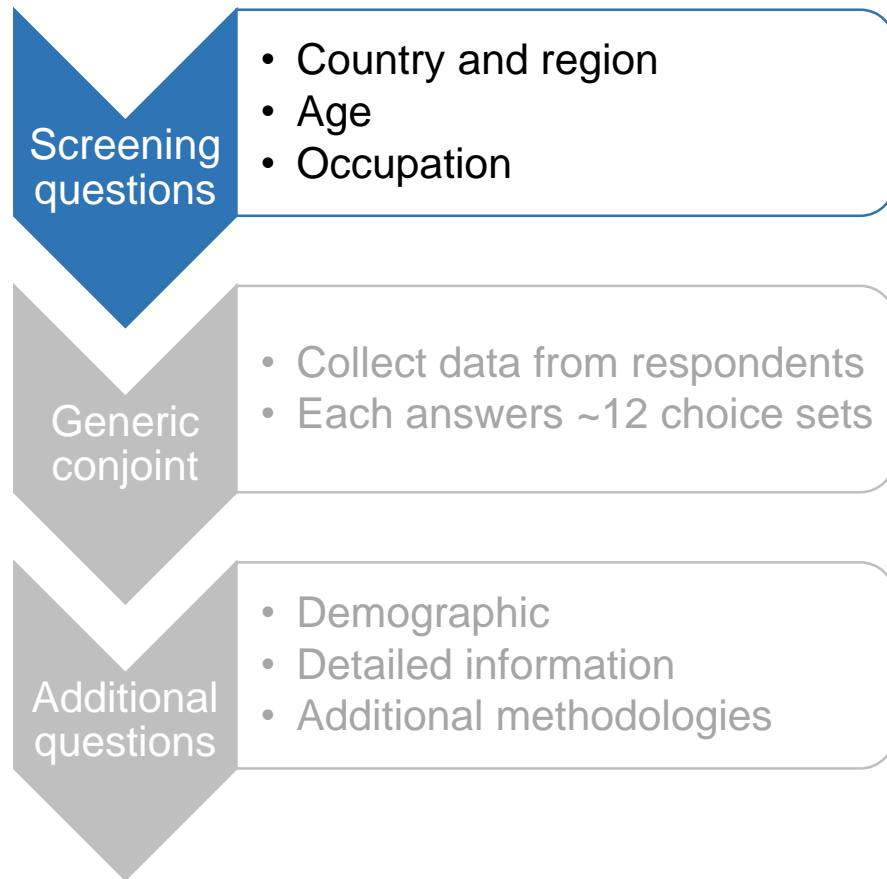 Screening
questions
• Country and region
• Age
• Occupation
Generic
conjoint
• Collect data from respondents
• Each answers ~12 choice sets
Additional
questions
• Demographic
• Detailed information
• Additional methodologies